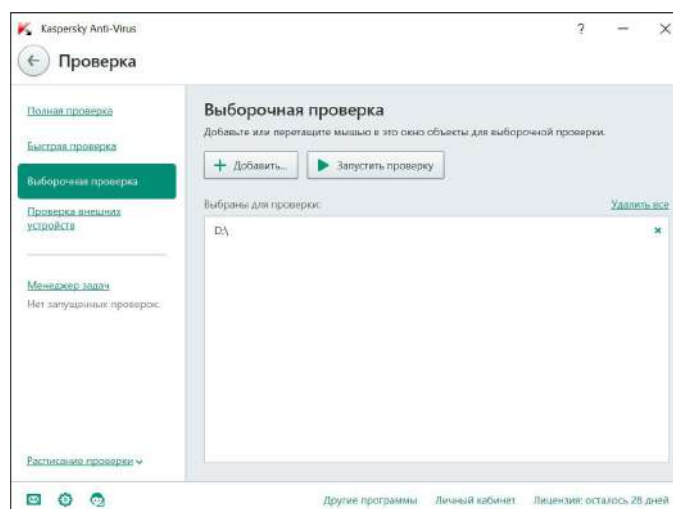 Kaspersky Anti-Virus
?
Проверка
Полная проверка
Быстрая проверка
Выборочная проверка
Проверка внешних
устройств
Менеджер задач
Нет запущенных проверок.
Расписание проверки
Выборочная проверка
Добавьте или перетащите мышью в это окно объекты для выборочной проверки.
Добавить...
Запустить проверку
Выбраны для проверки:
Удалить все
D:\
Другие программы
Личный кабинет
Лицензия: осталось 28 дней